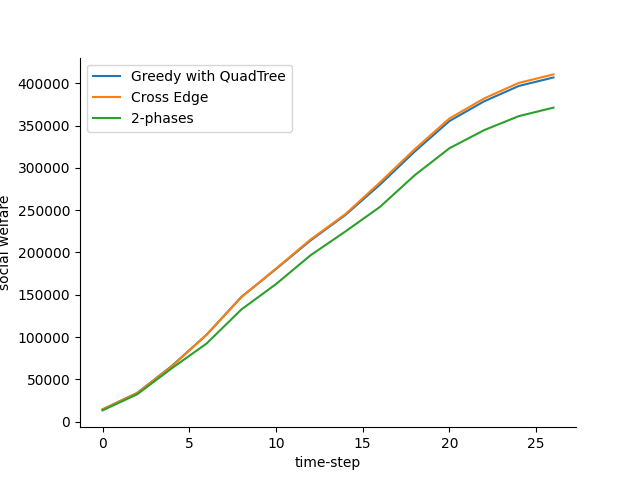 Greedy with QuadTree
Cross Edge
2-phases
400000
350000
300000
250000
200000
150000
100000
50000
0
social welfare
0 5 10 15 20 25
time-step